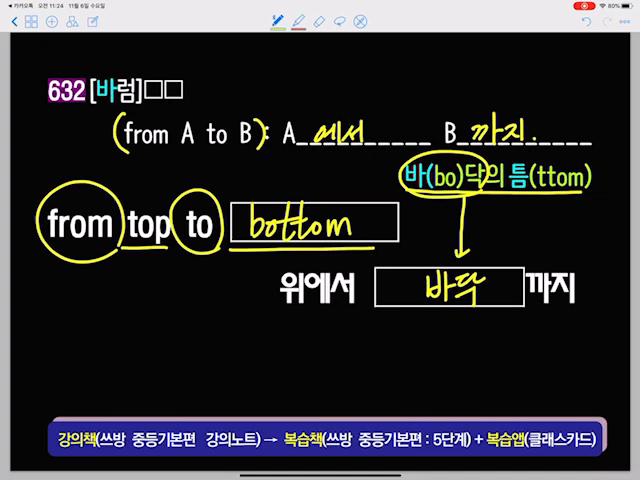 ◀ 카카오톡 오전 11:24 11월 6일 수요일 80%
632 [바럼]□□
(from A to B): A 에서 B 까지.
바(bo)닥의 틈(ttom)
from top to bottom
위에서 바닥 까지
강의책(쓰방 중등기본편 강의노트) → 복습책(쓰방 중등기본편 : 5단계) + 복습앱(클래스카드)